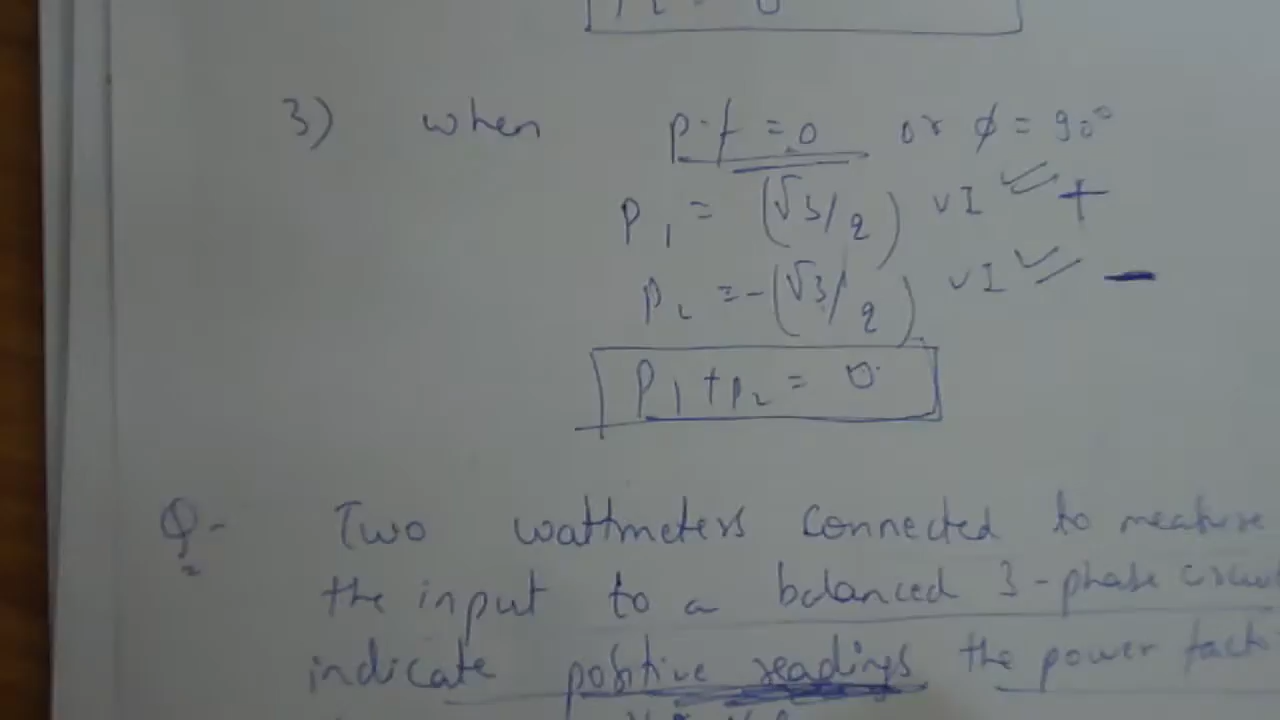 3) when p.f = 0 or φ = 90°
P1 = (√3/2) VI +
P2 = -(√3/2) VI -
P1 + P2 = 0
Q- Two wattmeters connected to measure
2 the input to a balanced 3-phase
indicate positive readings the power